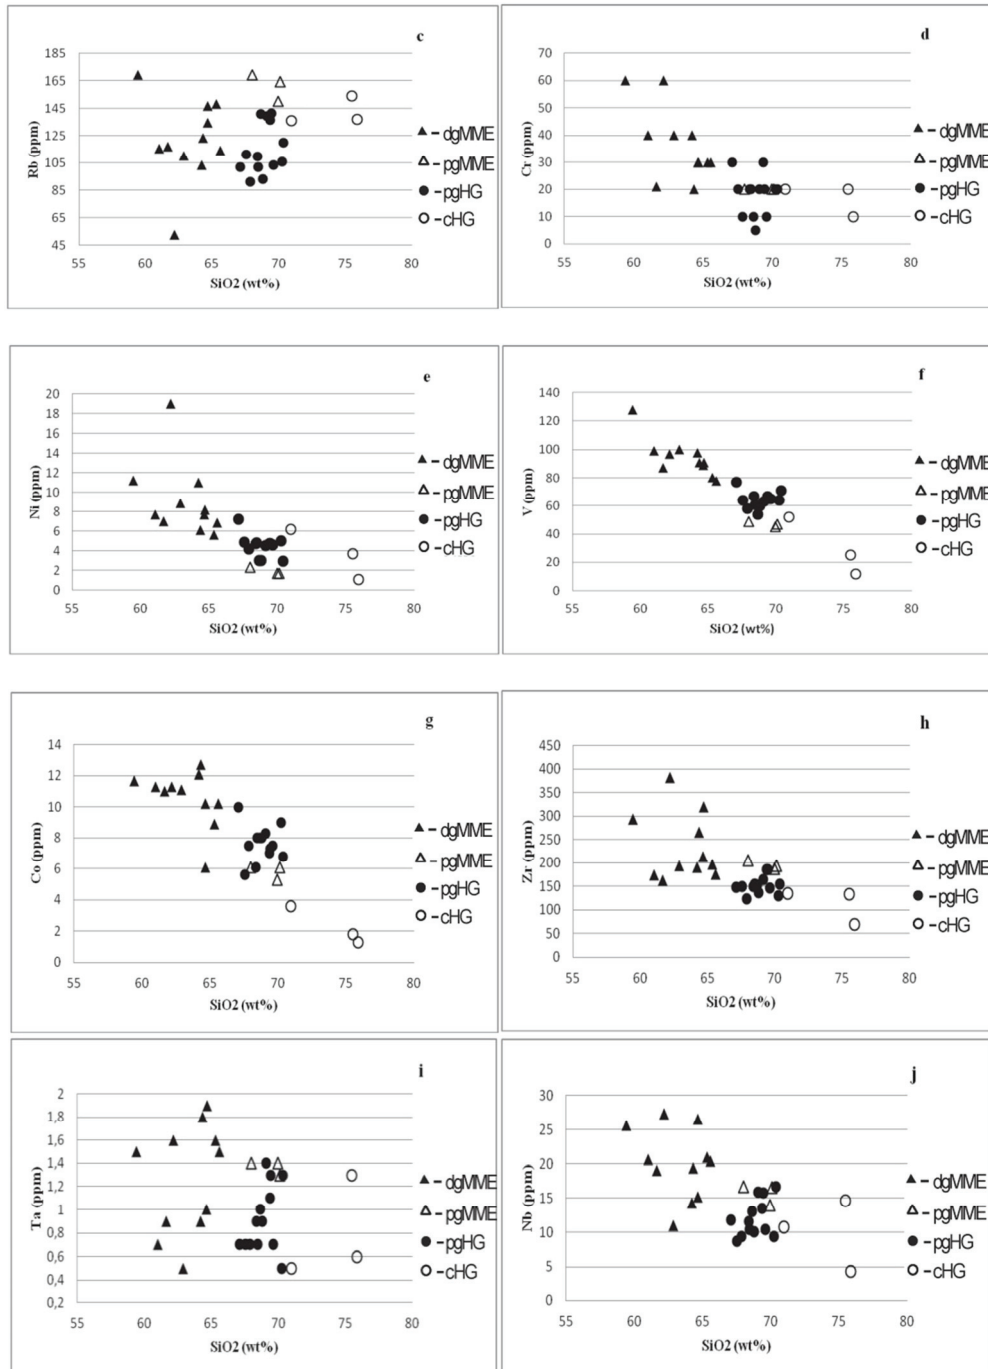 c
185
165
145
125
105
85
65
45
Rb (ppm)
55 60 65 70 75 80
SiO2 (wt%)
-dgMME
-pgMME
-pgHG
-cHG
d
70
60
50
40
30
20
10
0
Cr (ppm)
55 60 65 70 75 80
SiO2 (wt%)
-dgMME
-pgMME
-pgHG
-cHG
e
20
18
16
14
12
10
8
6
4
2
0
Ni (ppm)
55 60 65 70 75 80
SiO2 (wt%)
-dgMME
-pgMME
-pgHG
-cHG
f
140
120
100
80
60
40
20
0
V (ppm)
55 60 65 70 75 80
SiO2 (wt%)
-dgMME
-pgMME
-pgHG
-cHG
g
14
12
10
8
6
4
2
0
Co (ppm)
55 60 65 70 75 80
SiO2 (wt%)
-dgMME
-pgMME
-pgHG
-cHG
h
450
400
350
300
250
200
150
100
50
0
Zr (ppm)
55 60 65 70 75 80
SiO2 (wt%)
-dgMME
-pgMME
-pgHG
-cHG
i
2
1,8
1,6
1,4
1,2
1
0,8
0,6
0,4
0,2
Ta (ppm)
55 60 65 70 75 80
SiO2 (wt%)
-dgMME
-pgMME
-pgHG
-cHG
j
30
25
20
15
10
5
0
Nb (ppm)
55 60 65 70 75 80
SiO2 (wt%)
-dgMME
-pgMME
-pgHG
-cHG